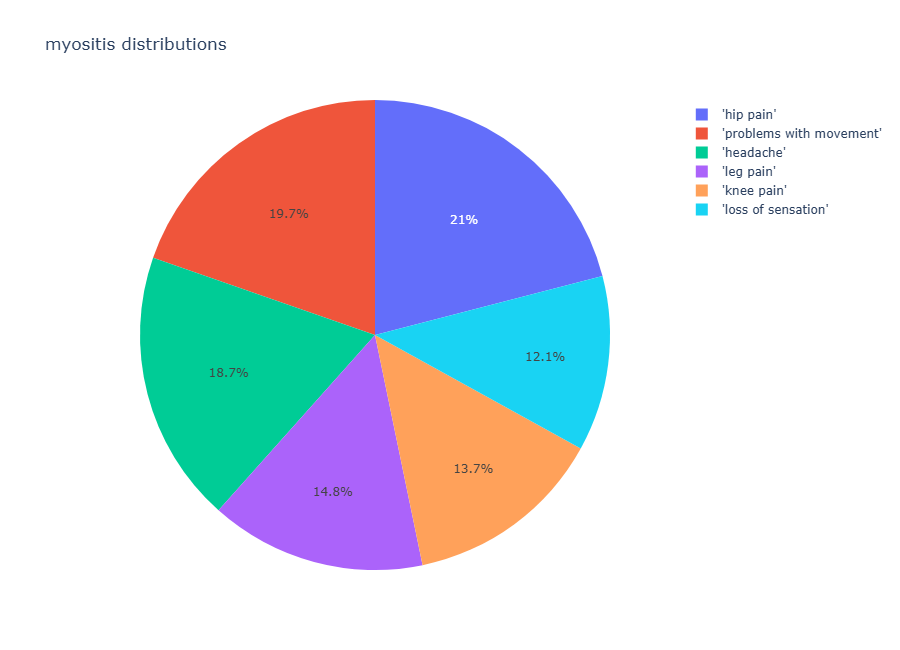 myositis distributions
'hip pain'
'problems with movement'
'headache'
'leg pain'
'knee pain'
'loss of sensation'
19.7%
21%
12.1%
18.7%
13.7%
14.8%